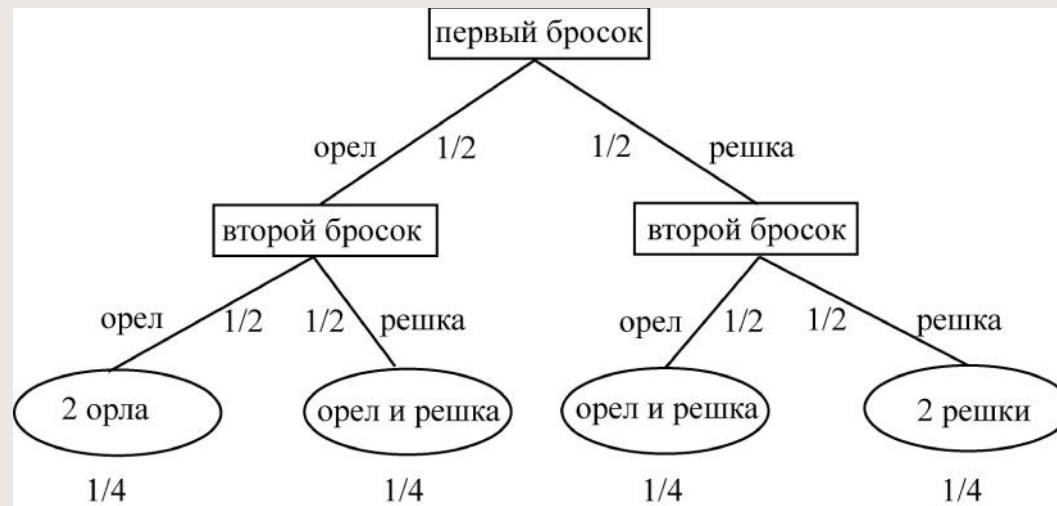 первый бросок
орел 1/2 1/2 решка
второй бросок второй бросок
орел 1/2 1/2 решка орел 1/2 1/2 решка
2 орла орел и решка орел и решка 2 решки
1/4 1/4 1/4 1/4